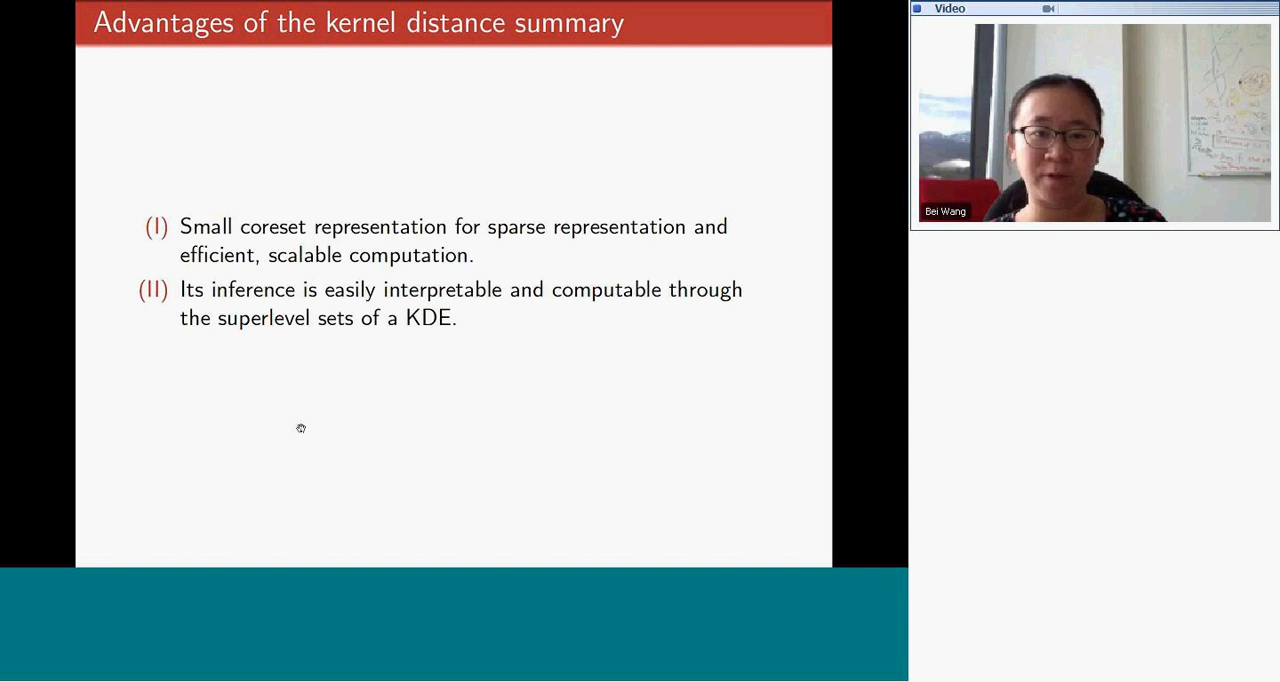 Advantages of the kernel distance summary
(I) Small coreset representation for sparse representation and
efficient, scalable computation.
(II) Its inference is easily interpretable and computable through
the superlevel sets of a KDE.
Video
Bei Wang